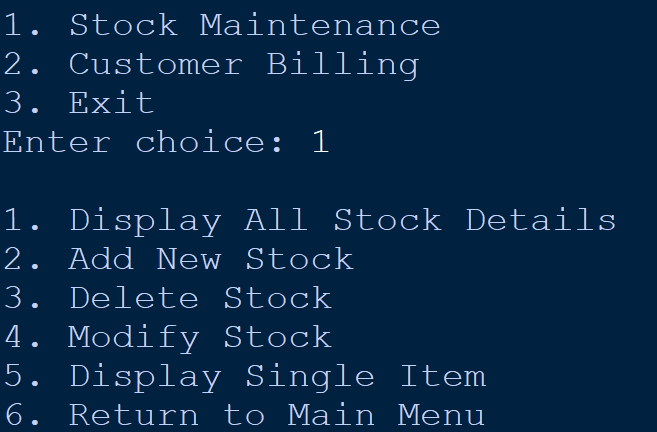 1. Stock Maintenance
2. Customer Billing
3. Exit
Enter choice: 1
1. Display All Stock Details
2. Add New Stock
3. Delete Stock
4. Modify Stock
5. Display Single Item
6. Return to Main Menu